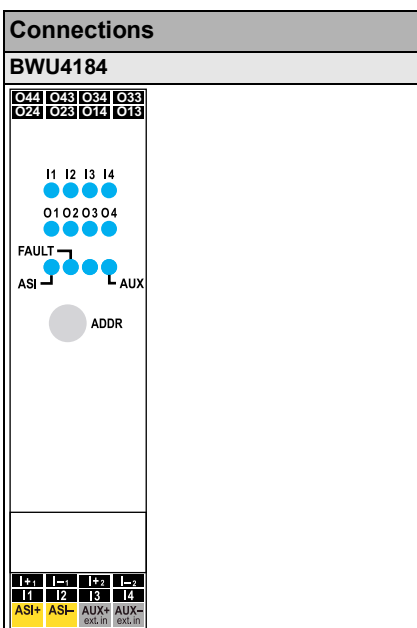 Connections
BWU4184
O44 O43 O34 O33
O24 O23 O14 O13
I1 I2 I3 I4
O1 O2 O3 O4
FAULT
ASI AUX
ADDR
I+₁ I–₁ I+₂ I–₂
I1 I2 I3 I4
ASI+ ASI– AUX+ AUX–
ext.in ext.in